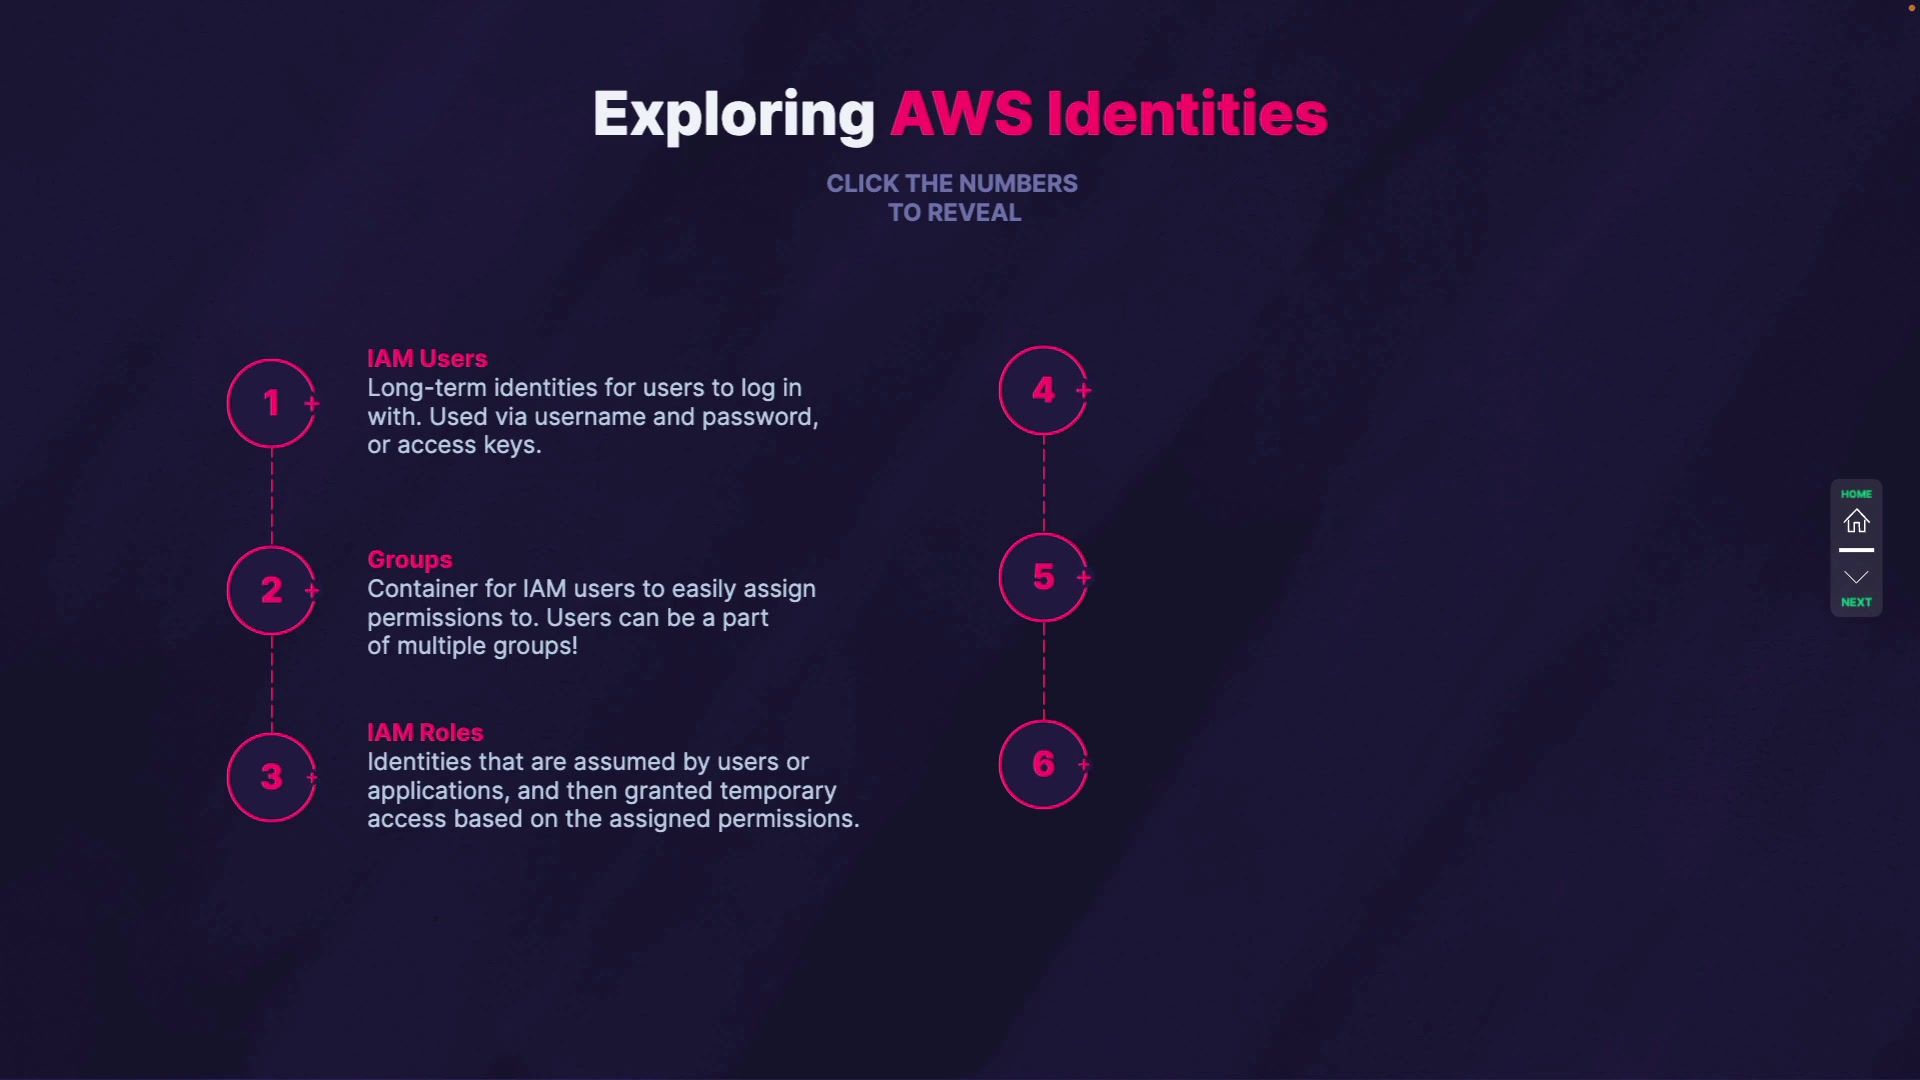 Exploring AWS Identities
CLICK THE NUMBERS
TO REVEAL
1
IAM Users
Long-term identities for users to log in
with. Used via username and password,
or access keys.
2
Groups
Container for IAM users to easily assign
permissions to. Users can be a part
of multiple groups!
3
IAM Roles
Identities that are assumed by users or
applications, and then granted temporary
access based on the assigned permissions.
4
5
6
HOME
NEXT